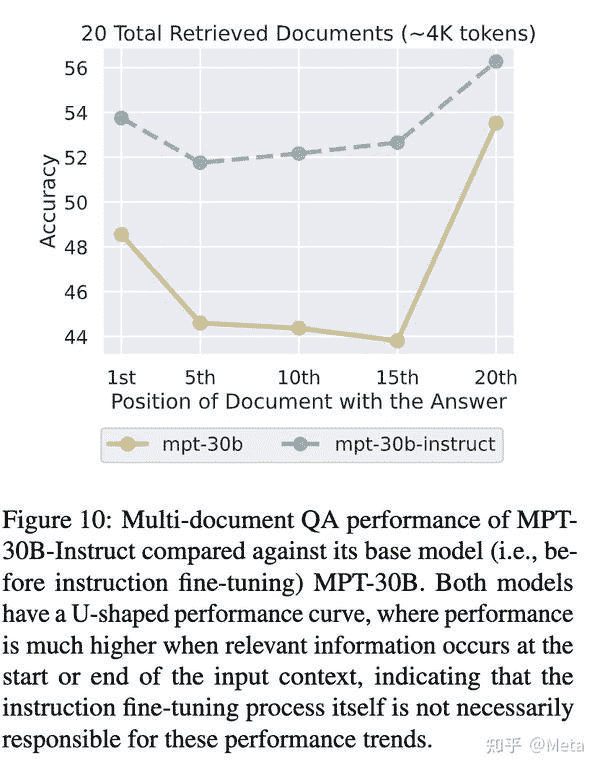 20 Total Retrieved Documents (~4K tokens)
56
54
52
50
48
46
44
Accuracy
1st 5th 10th 15th 20th
Position of Document with the Answer
mpt-30b mpt-30b-instruct
Figure 10: Multi-document QA performance of MPT-
30B-Instruct compared against its base model (i.e., be-
fore instruction fine-tuning) MPT-30B. Both models
have a U-shaped performance curve, where performance
is much higher when relevant information occurs at the
start or end of the input context, indicating that the
instruction fine-tuning process itself is not necessarily
responsible for these performance trends.
知乎 @Meta